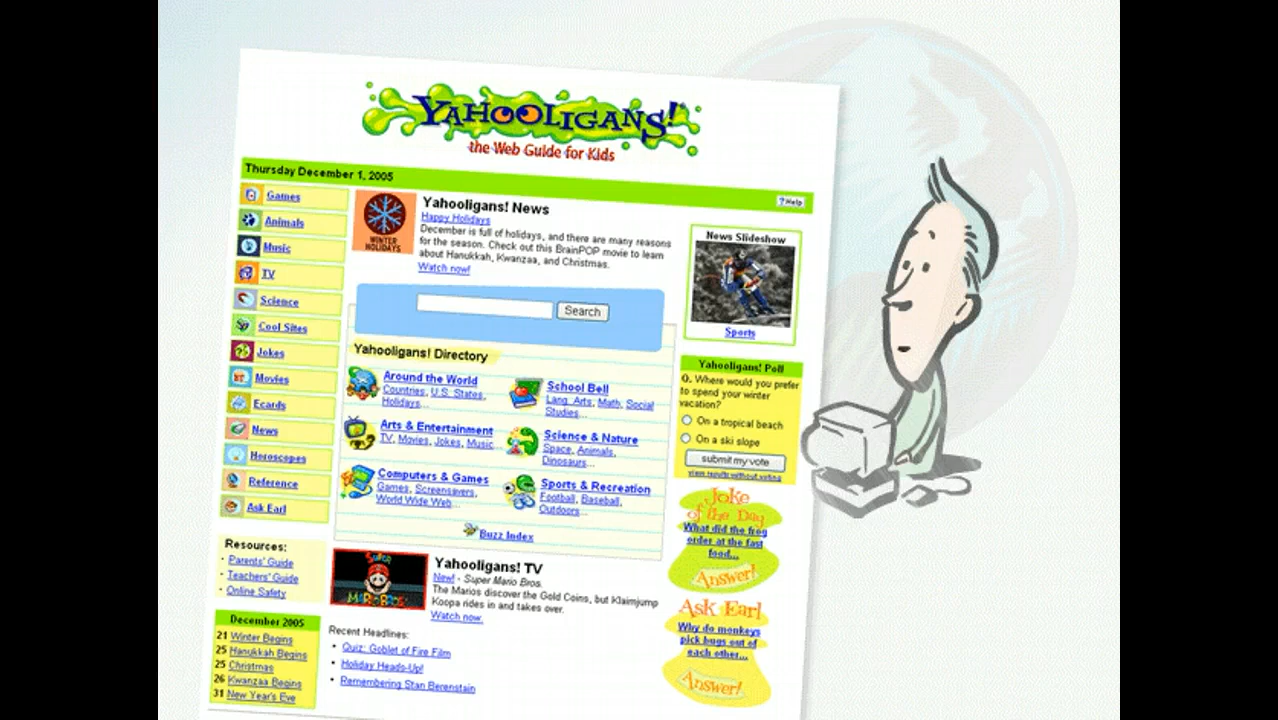 YAHOOLIGANS!
the Web Guide for Kids
Thursday December 1, 2005
?Help
Games
Animals
Music
TV
Science
Cool Sites
Jokes
Movies
Ecards
News
Horoscopes
Reference
Ask Earl
Resources:
· Parents' Guide
· Teachers' Guide
· Online Safety
December 2005
21 Winter Begins
25 Hanukkah Begins
25 Christmas
26 Kwanzaa Begins
31 New Year's Eve
WINTER
HOLIDAYS
Yahooligans! News
Happy Holidays
December is full of holidays, and there are many reasons
for the season. Check out this BrainPOP movie to learn
about Hanukkah, Kwanzaa, and Christmas.
Watch now!
Search
Yahooligans! Directory
Around the World
Countries, U.S. States,
Holidays...
School Bell
Lang. Arts, Math, Social
Studies...
Arts & Entertainment
TV, Movies, Jokes, Music...
Science & Nature
Space, Animals,
Dinosaurs...
Computers & Games
Games, Screensavers,
World Wide Web...
Sports & Recreation
Football, Baseball,
Outdoors...
Buzz Index
SUPER
MARIO BROS.
Yahooligans! TV
New! - Super Mario Bros.
The Marios discover the Gold Coins, but Klaimjump
Koopa rides in and takes over.
Watch now.
Recent Headlines:
• Quiz: Goblet of Fire Film
• Holiday Heads-Up!
• Remembering Stan Berenstain
News Slideshow
Sports
Yahooligans! Poll
Q. Where would you prefer
to spend your winter
vacation?
On a tropical beach
On a ski slope
submit my vote
view results without voting
Joke
of the Day
What did the frog
order at the fast
food...
Answer!
Ask Earl
Why do monkeys
pick bugs out of
each other...
Answer!